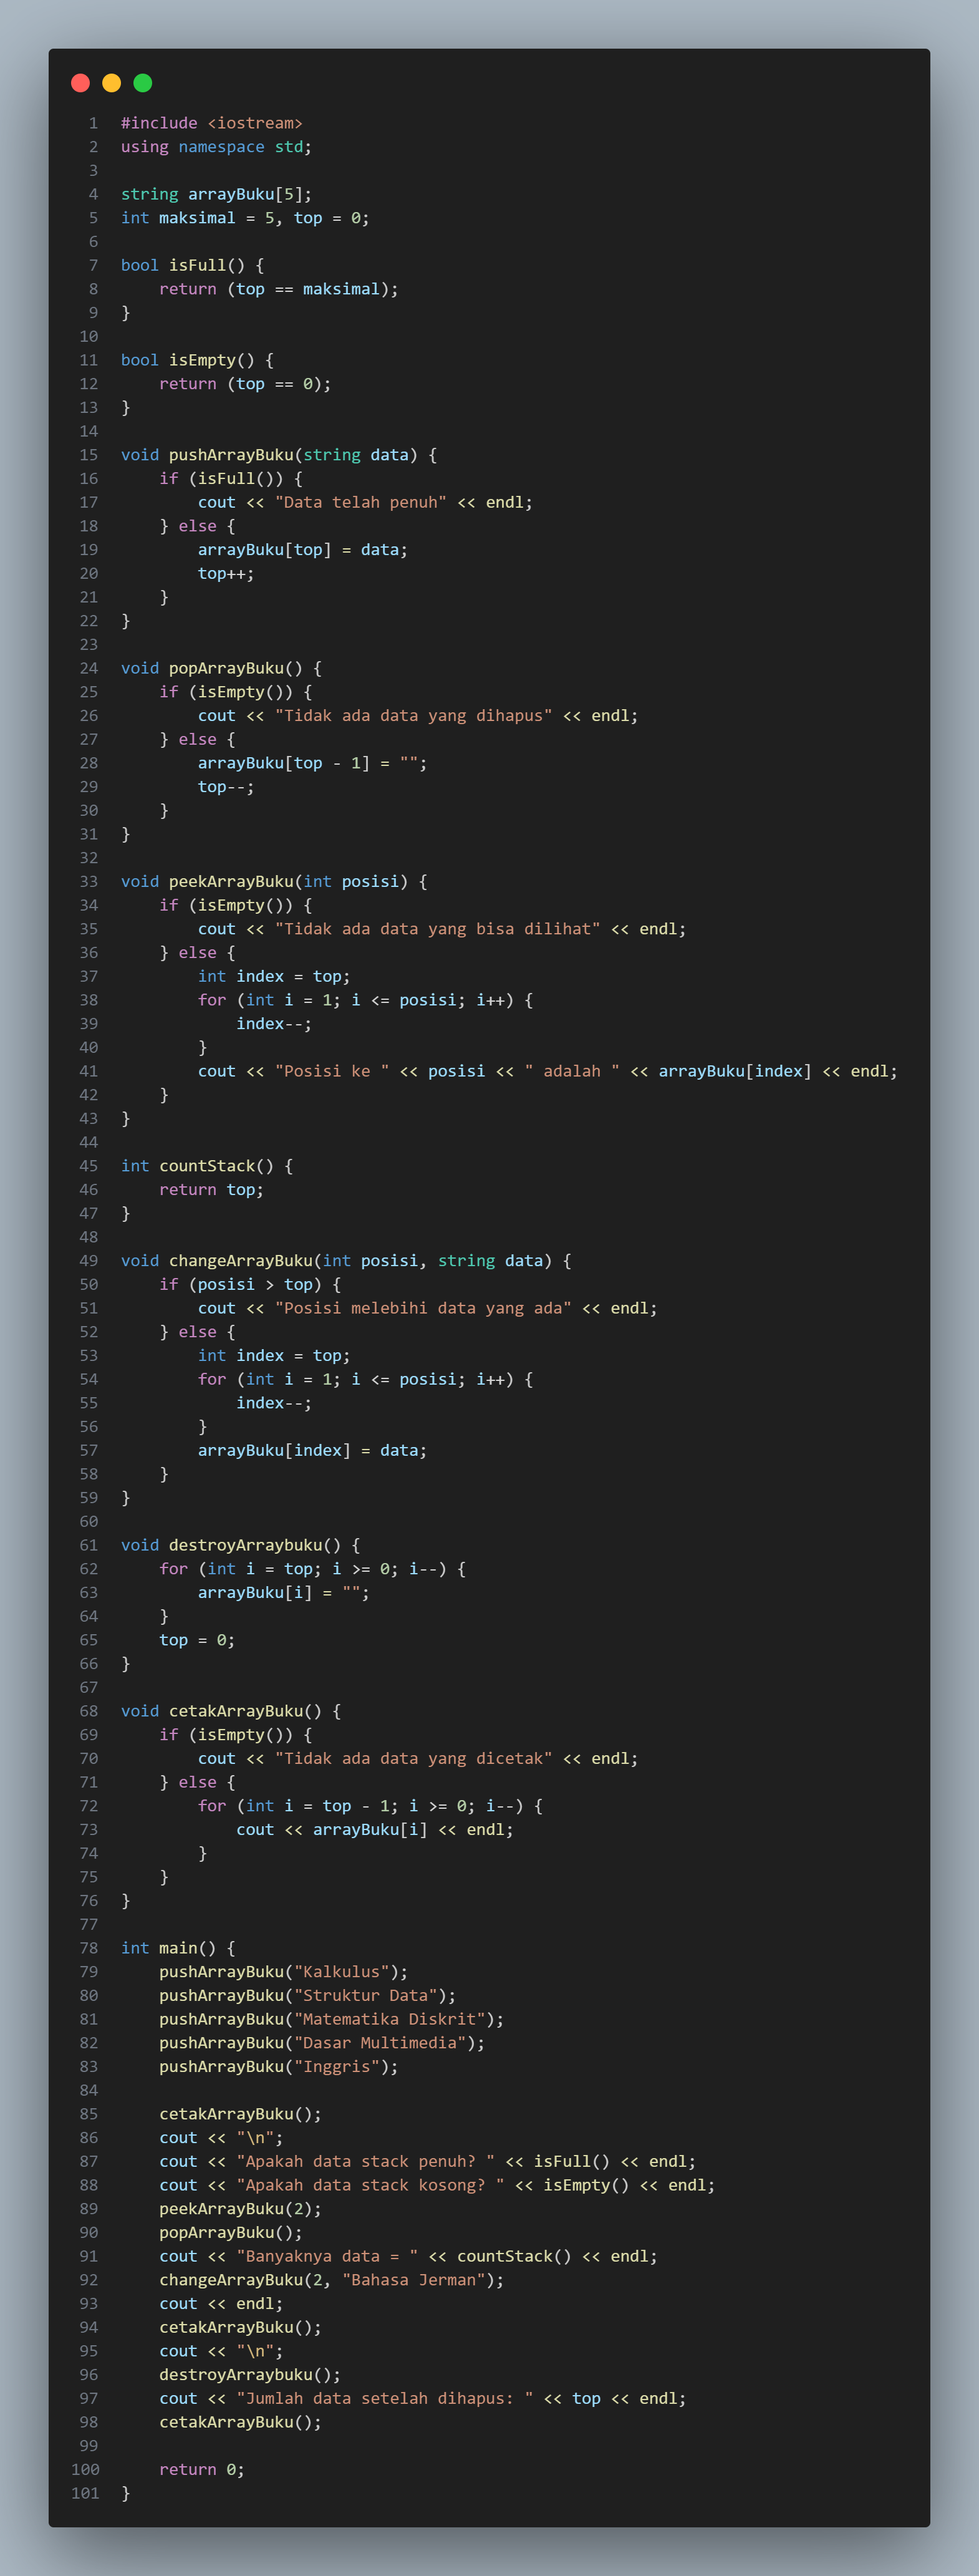 1 #include <iostream>
2 using namespace std;
3
4 string arrayBuku[5];
5 int maksimal = 5, top = 0;
6
7 bool isFull() {
8     return (top == maksimal);
9 }
10
11 bool isEmpty() {
12     return (top == 0);
13 }
14
15 void pushArrayBuku(string data) {
16     if (isFull()) {
17         cout << "Data telah penuh" << endl;
18     } else {
19         arrayBuku[top] = data;
20         top++;
21     }
22 }
23
24 void popArrayBuku() {
25     if (isEmpty()) {
26         cout << "Tidak ada data yang dihapus" << endl;
27     } else {
28         arrayBuku[top - 1] = "";
29         top--;
30     }
31 }
32
33 void peekArrayBuku(int posisi) {
34     if (isEmpty()) {
35         cout << "Tidak ada data yang bisa dilihat" << endl;
36     } else {
37         int index = top;
38         for (int i = 1; i <= posisi; i++) {
39             index--;
40         }
41         cout << "Posisi ke " << posisi << " adalah " << arrayBuku[index] << endl;
42     }
43 }
44
45 int countStack() {
46     return top;
47 }
48
49 void changeArrayBuku(int posisi, string data) {
50     if (posisi > top) {
51         cout << "Posisi melebihi data yang ada" << endl;
52     } else {
53         int index = top;
54         for (int i = 1; i <= posisi; i++) {
55             index--;
56         }
57         arrayBuku[index] = data;
58     }
59 }
60
61 void destroyArraybuku() {
62     for (int i = top; i >= 0; i--) {
63         arrayBuku[i] = "";
64     }
65     top = 0;
66 }
67
68 void cetakArrayBuku() {
69     if (isEmpty()) {
70         cout << "Tidak ada data yang dicetak" << endl;
71     } else {
72         for (int i = top - 1; i >= 0; i--) {
73             cout << arrayBuku[i] << endl;
74         }
75     }
76 }
77
78 int main() {
79     pushArrayBuku("Kalkulus");
80     pushArrayBuku("Struktur Data");
81     pushArrayBuku("Matematika Diskrit");
82     pushArrayBuku("Dasar Multimedia");
83     pushArrayBuku("Inggris");
84
85     cetakArrayBuku();
86     cout << "\n";
87     cout << "Apakah data stack penuh? " << isFull() << endl;
88     cout << "Apakah data stack kosong? " << isEmpty() << endl;
89     peekArrayBuku(2);
90     popArrayBuku();
91     cout << "Banyaknya data = " << countStack() << endl;
92     changeArrayBuku(2, "Bahasa Jerman");
93     cout << endl;
94     cetakArrayBuku();
95     cout << "\n";
96     destroyArraybuku();
97     cout << "Jumlah data setelah dihapus: " << top << endl;
98     cetakArrayBuku();
99
100     return 0;
101 }